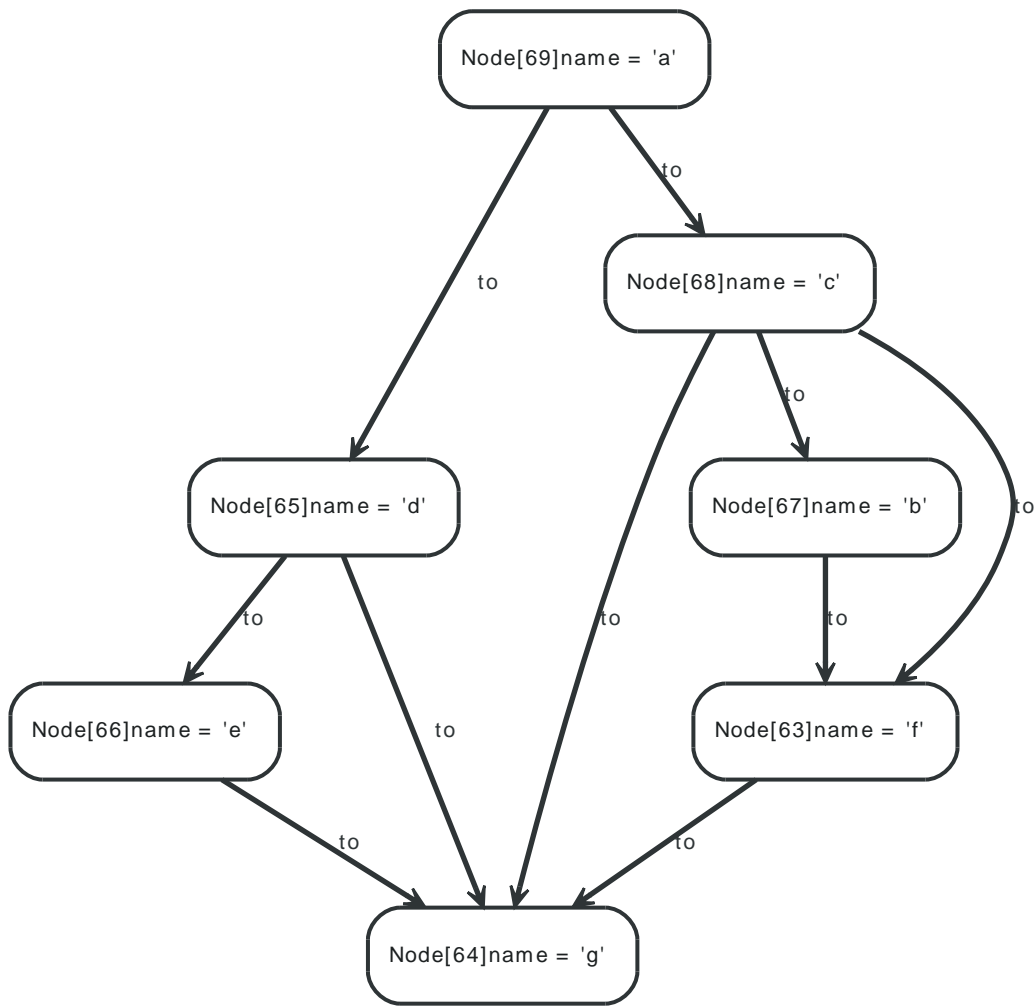 Node[69]name = 'a'
to
to
Node[68]name = 'c'
to
Node[65]name = 'd'
Node[67]name = 'b'
to
to
to
to
Node[66]name = 'e'
to
Node[63]name = 'f'
to
to
Node[64]name = 'g'